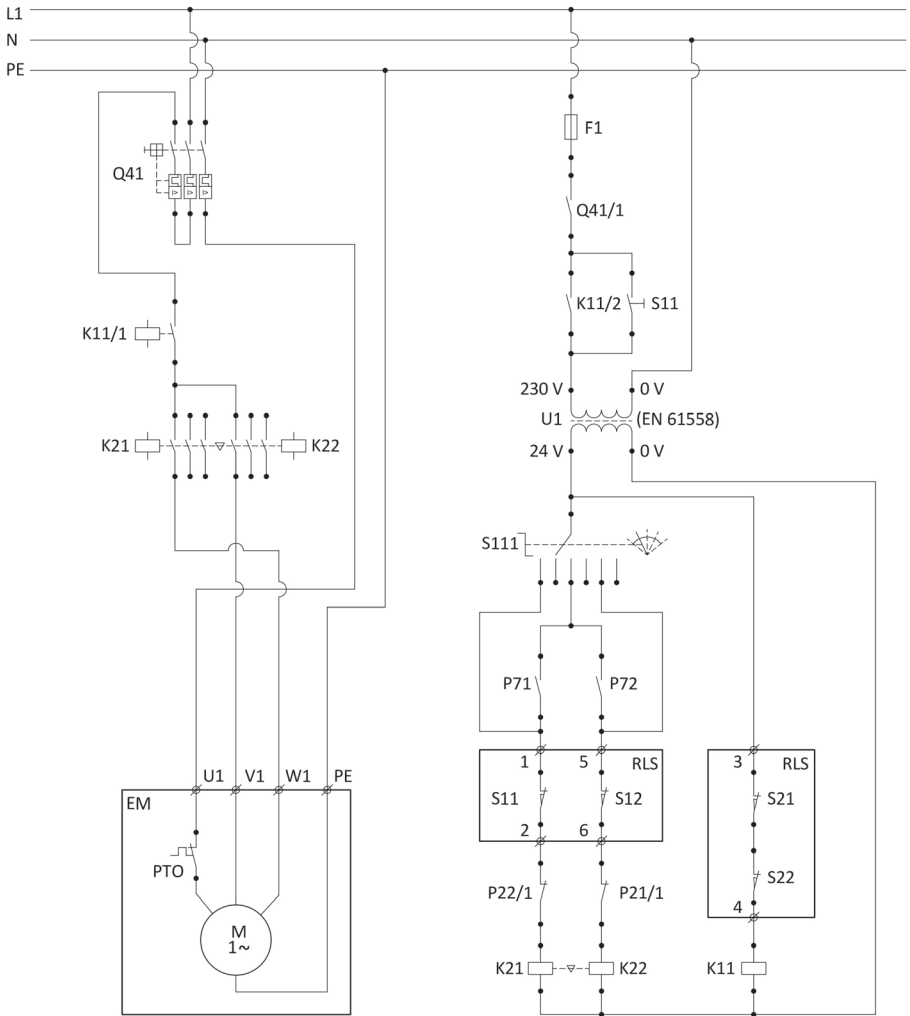 L1
N
PE
F1
Q41
Q41/1
K11/2 S11
K11/1
230 V 0 V
U1 (EN 61558)
K21 K22
24 V 0 V
S111
P71 P72
1 5 RLS 3 RLS
U1 V1 W1 PE
EM S11 S12 S21
2 6
PTO
S22
P22/1 P21/1
4
M
1~
K21 K22 K11